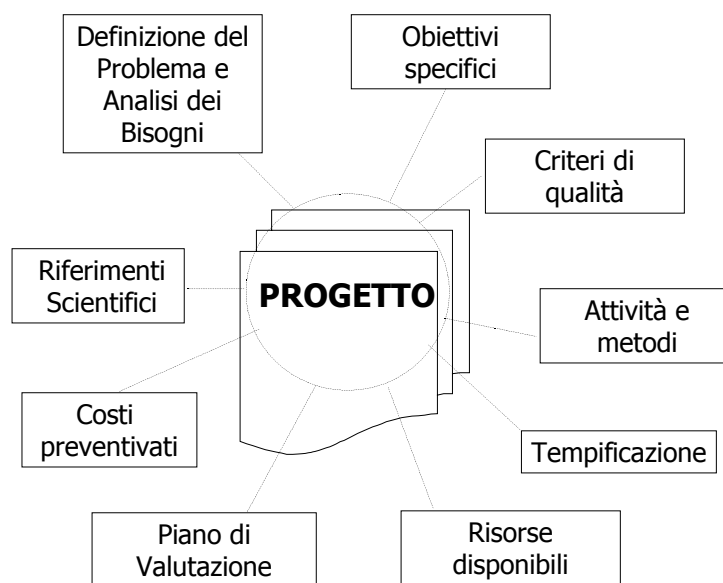 Definizione del
Problema e
Analisi dei
Bisogni
Obiettivi
specifici
Criteri di
qualità
Riferimenti
Scientifici
PROGETTO
Attività e
metodi
Costi
preventivati
Tempificazione
Piano di
Valutazione
Risorse
disponibili